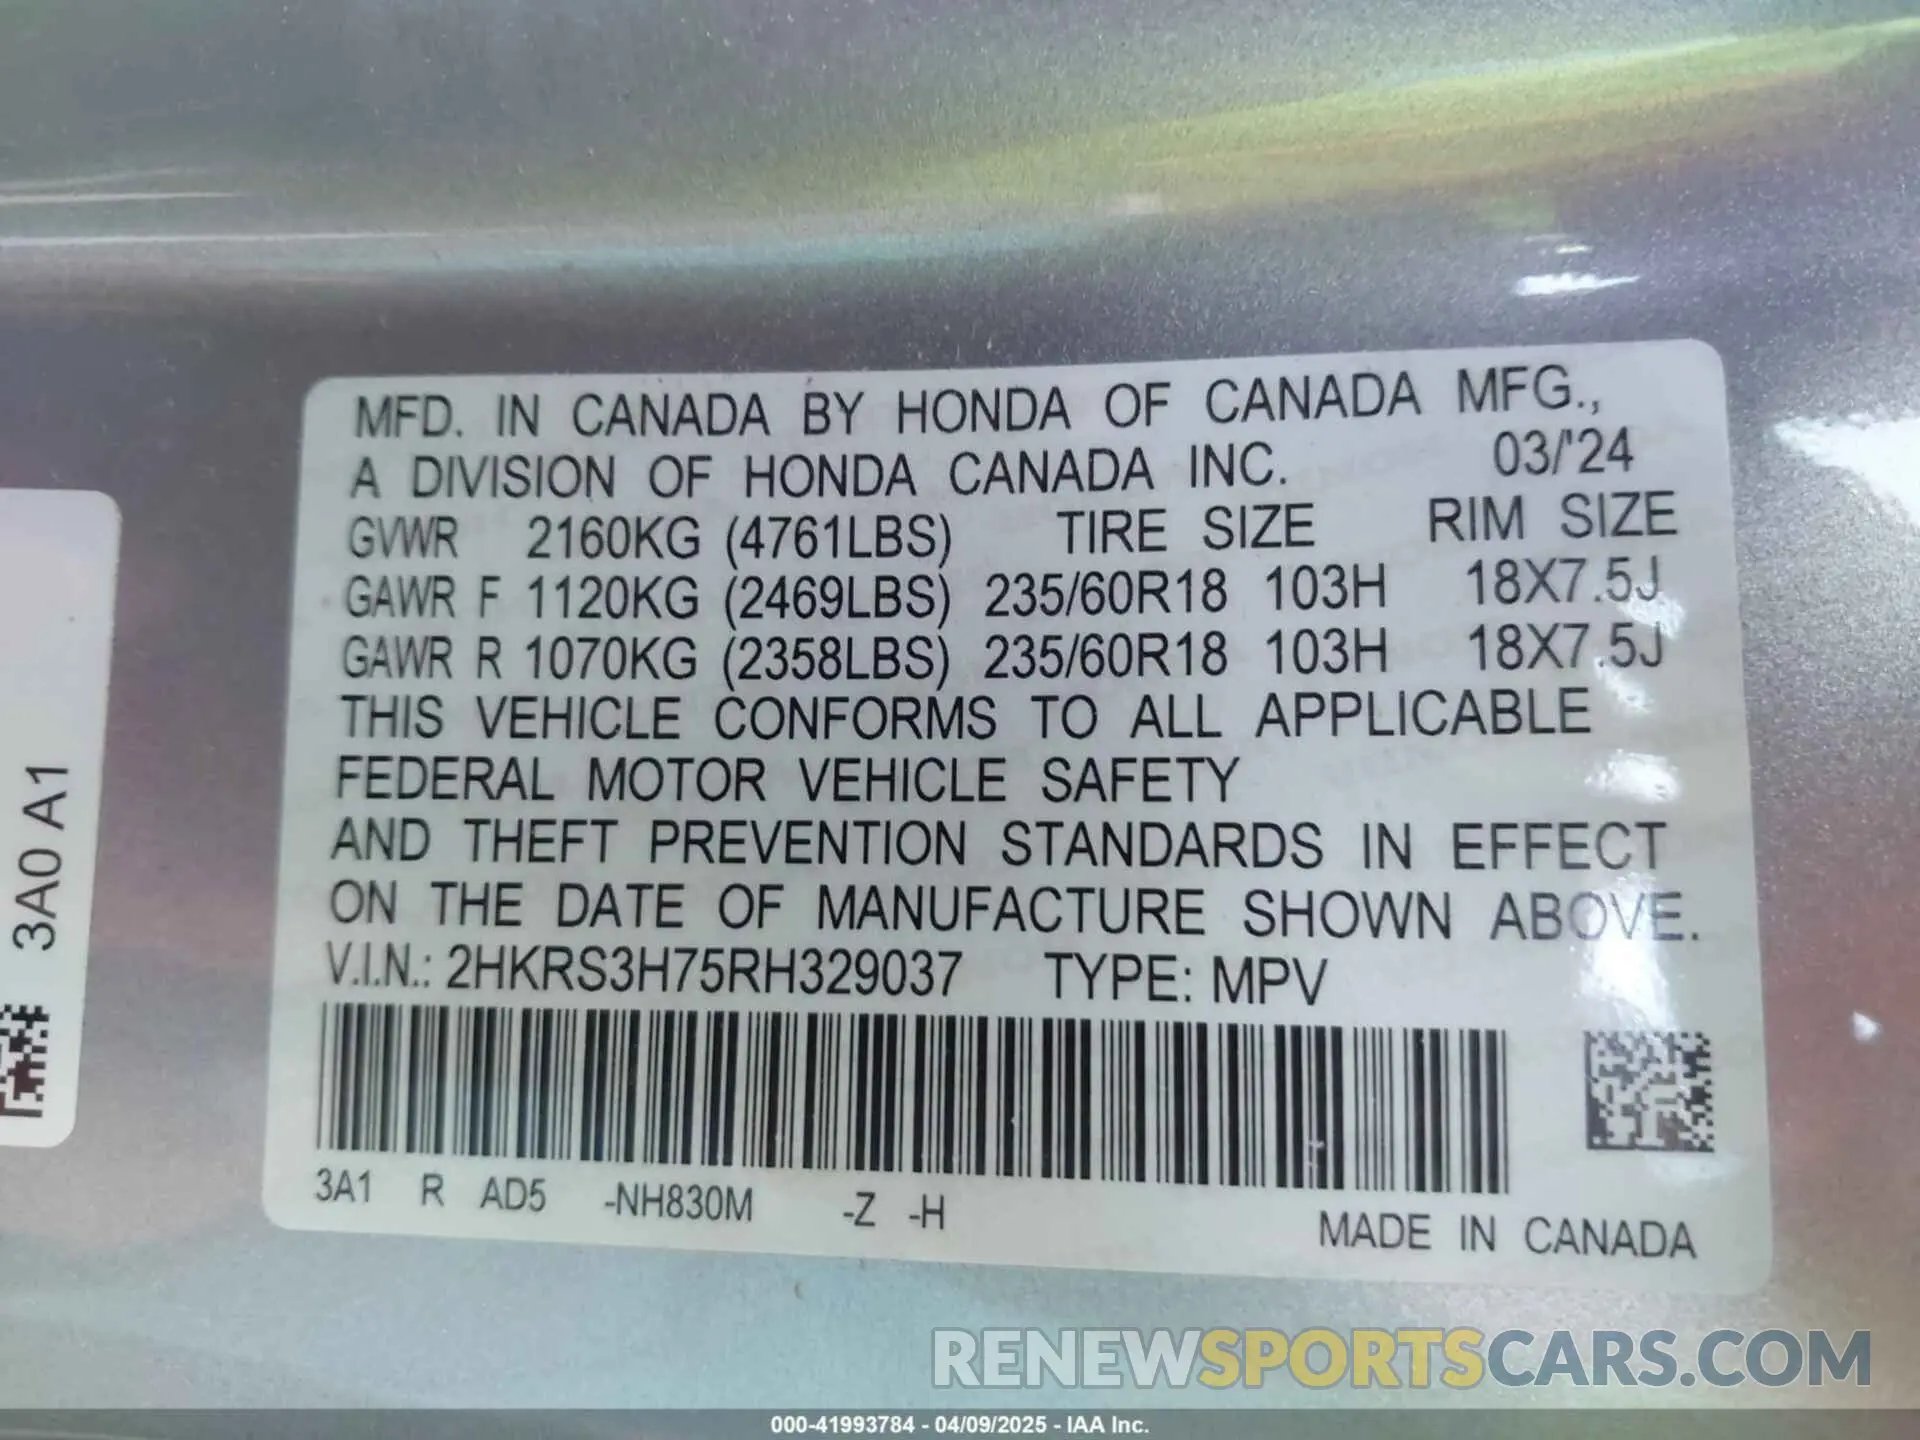 MFD. IN CANADA BY HONDA OF CANADA MFG.,
A DIVISION OF HONDA CANADA INC. 03/'24
GVWR 2160KG (4761LBS) TIRE SIZE RIM SIZE
GAWR F 1120KG (2469LBS) 235/60R18 103H 18X7.5J
GAWR R 1070KG (2358LBS) 235/60R18 103H 18X7.5J
THIS VEHICLE CONFORMS TO ALL APPLICABLE
FEDERAL MOTOR VEHICLE SAFETY
AND THEFT PREVENTION STANDARDS IN EFFECT
ON THE DATE OF MANUFACTURE SHOWN ABOVE.
V.I.N.: 2HKRS3H75RH329037 TYPE: MPV
3A1 R AD5 -NH830M -Z -H
MADE IN CANADA
3A0 A1
RENEWSPORTSCARS.COM
000-41993784 - 04/09/2025 - IAA Inc.